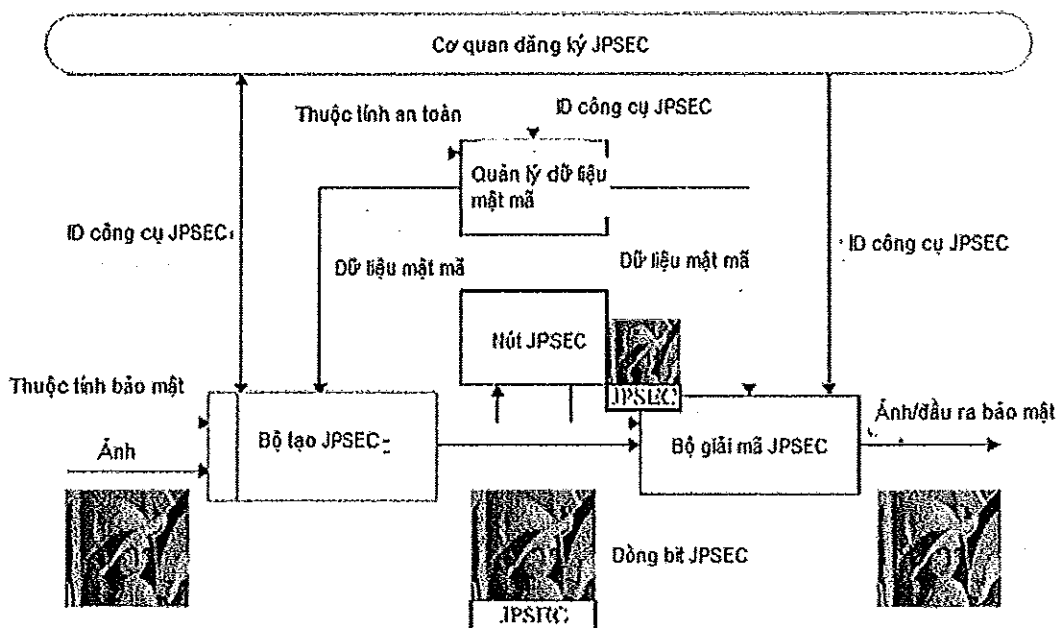 Cơ quan đăng ký JPSEC
Thuộc tính an toàn
ID công cụ JPSEC
Quản lý dữ liệu
mật mã
ID công cụ JPSEC
ID công cụ JPSEC
Dữ liệu mật mã
Dữ liệu mật mã
Nút JPSEC
JPSEC
Thuộc tính bảo mật
Ảnh
Bộ tạo JPSEC
Bộ giải mã JPSEC
Ảnh/đầu ra bảo mật
Dòng bit JPSEC
JPSEC